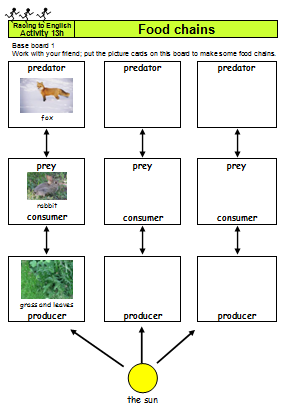 Racing to English
Activity 13h
Food chains
Base board 1
Work with your friend; put the picture cards on this board to make some food chains.
predator predator predator
fox
prey prey prey
rabbit
consumer consumer consumer
grass and leaves
producer producer producer
the sun